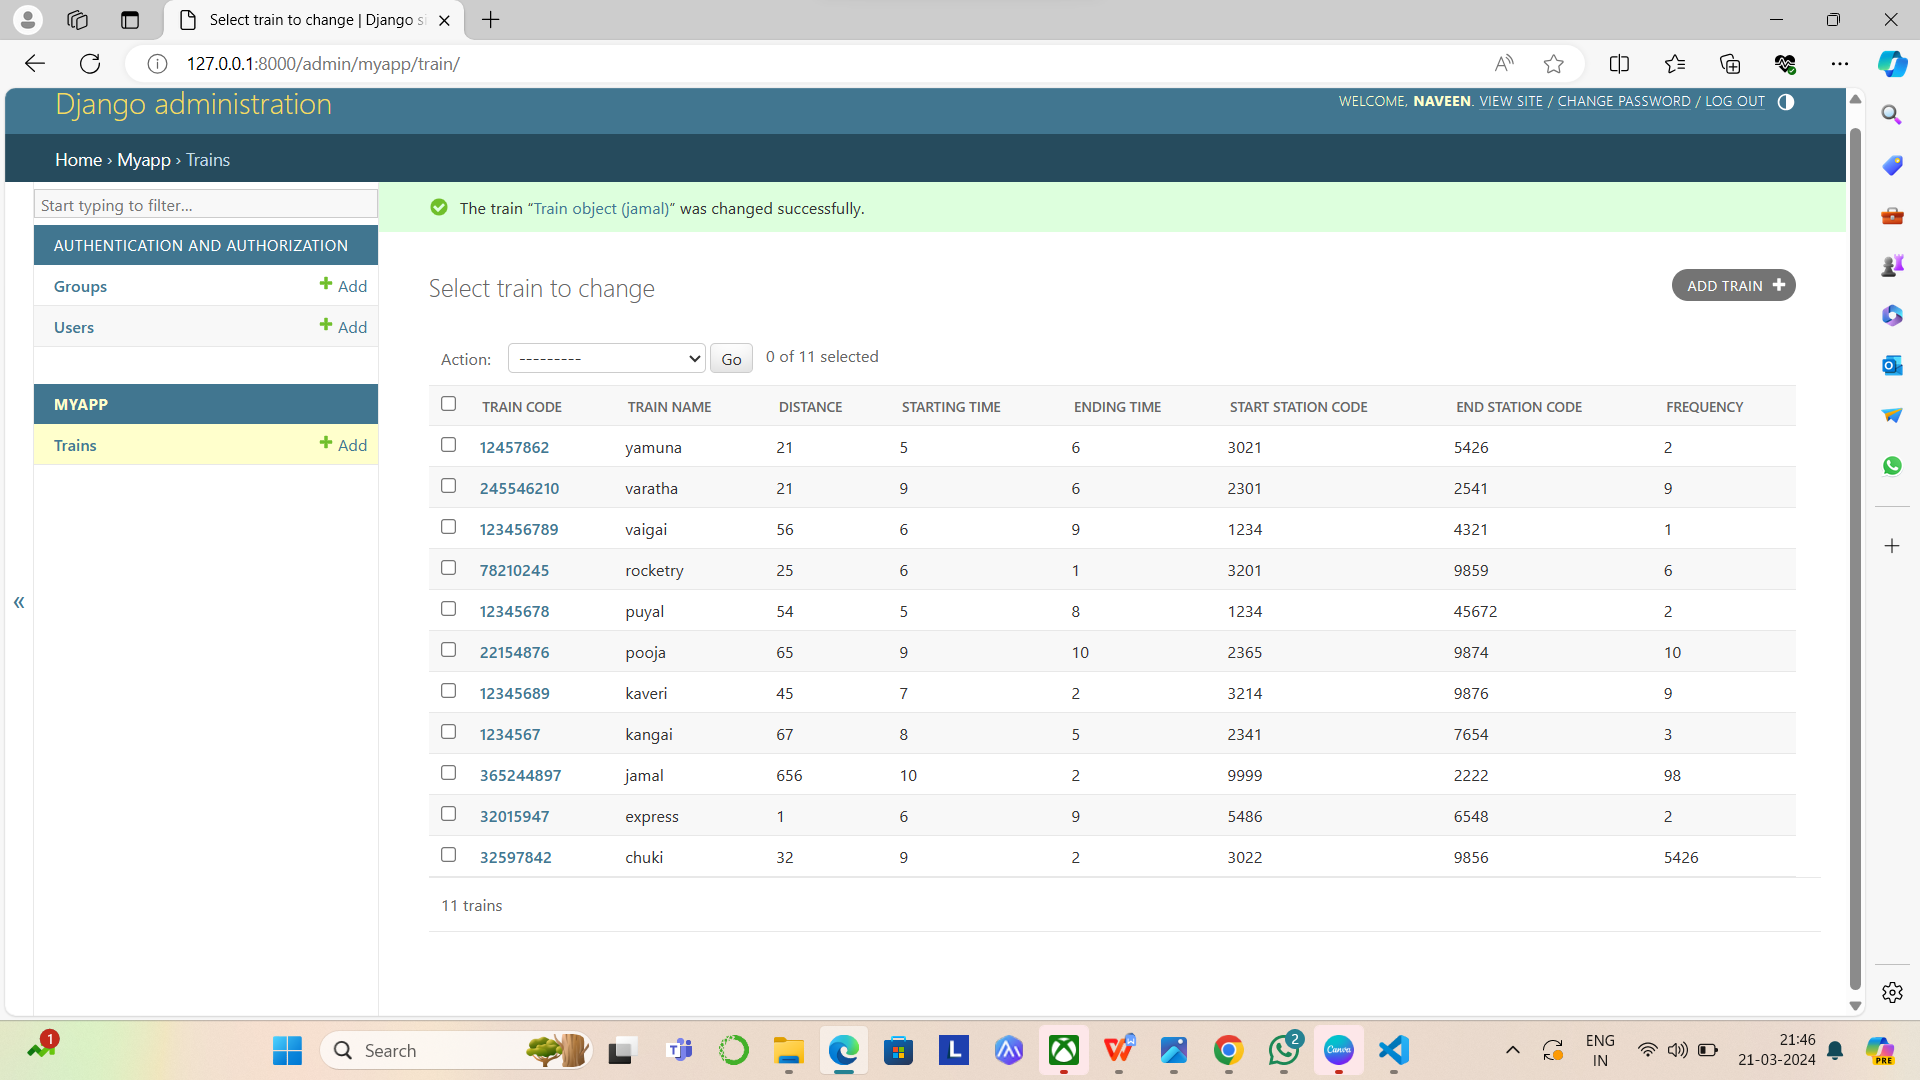 Select train to change | Django si
127.0.0.1:8000/admin/myapp/train/
Django administration
WELCOME, NAVEEN. VIEW SITE / CHANGE PASSWORD / LOG OUT
Home › Myapp › Trains
Start typing to filter...
The train “Train object (jamal)” was changed successfully.
AUTHENTICATION AND AUTHORIZATION
Groups Add
Users Add
MYAPP
Trains Add
Select train to change
ADD TRAIN
Action: --------- Go 0 of 11 selected
TRAIN CODE TRAIN NAME DISTANCE STARTING TIME ENDING TIME START STATION CODE END STATION CODE FREQUENCY
12457862 yamuna 21 5 6 3021 5426 2
245546210 varatha 21 9 6 2301 2541 9
123456789 vaigai 56 6 9 1234 4321 1
78210245 rocketry 25 6 1 3201 9859 6
12345678 puyal 54 5 8 1234 45672 2
22154876 pooja 65 9 10 2365 9874 10
12345689 kaveri 45 7 2 3214 9876 9
1234567 kangai 67 8 5 2341 7654 3
365244897 jamal 656 10 2 9999 2222 98
32015947 express 1 6 9 5486 6548 2
32597842 chuki 32 9 2 3022 9856 5426
11 trains
«
1
Search
L
Canva
2
ENG
IN
21:46
21-03-2024
PRE